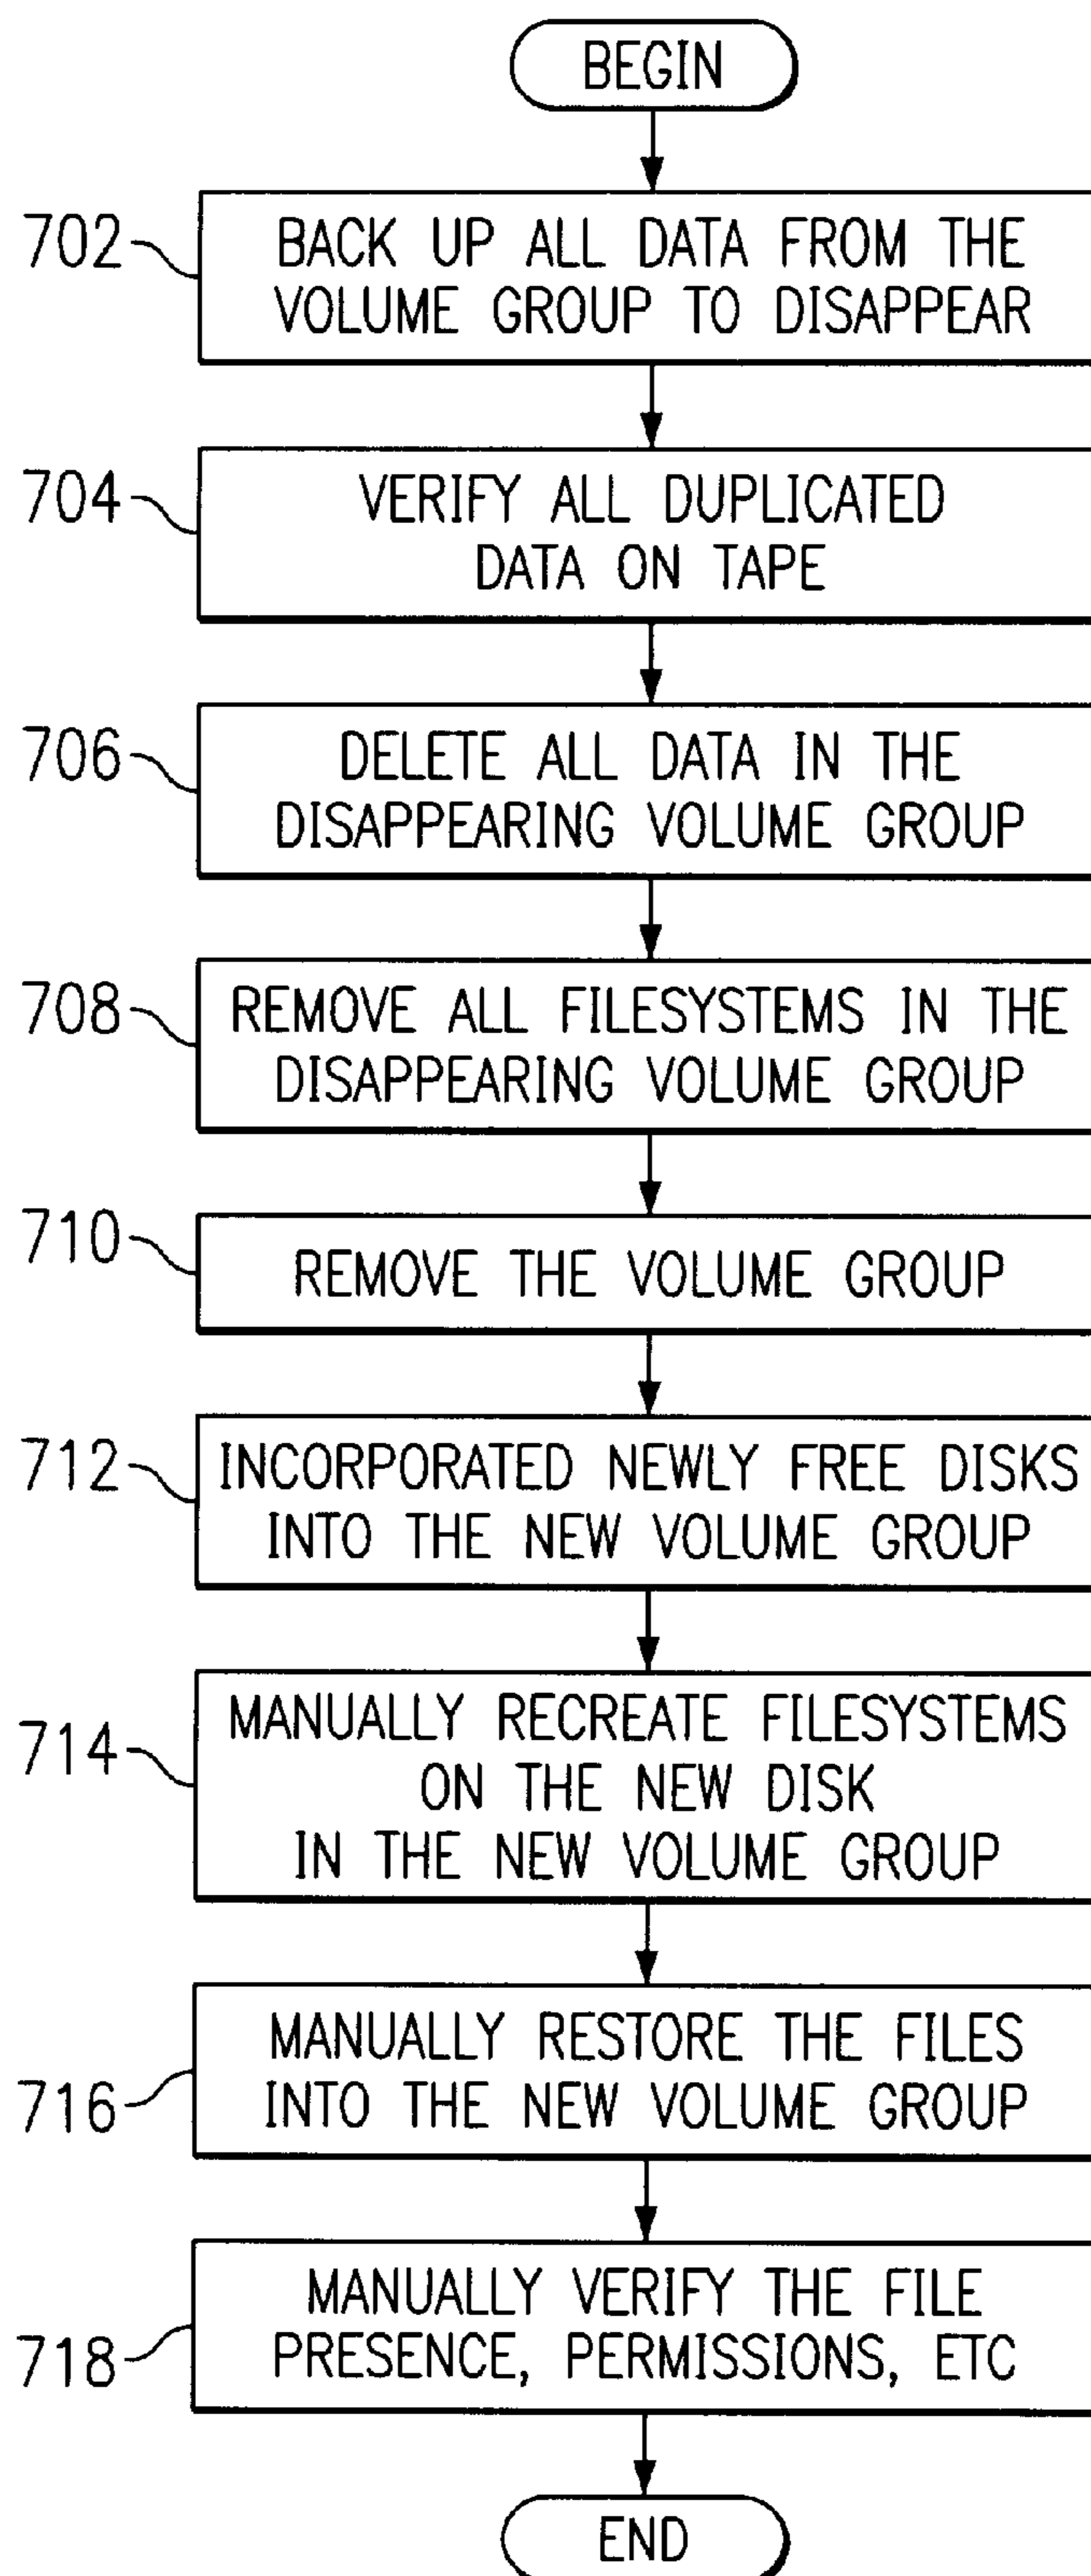 BEGIN
702
BACK UP ALL DATA FROM THE
VOLUME GROUP TO DISAPPEAR
704
VERIFY ALL DUPLICATED
DATA ON TAPE
706
DELETE ALL DATA IN THE
DISAPPEARING VOLUME GROUP
708
REMOVE ALL FILESYSTEMS IN THE
DISAPPEARING VOLUME GROUP
710
REMOVE THE VOLUME GROUP
712
INCORPORATED NEWLY FREE DISKS
INTO THE NEW VOLUME GROUP
714
MANUALLY RECREATE FILESYSTEMS
ON THE NEW DISK
IN THE NEW VOLUME GROUP
716
MANUALLY RESTORE THE FILES
INTO THE NEW VOLUME GROUP
718
MANUALLY VERIFY THE FILE
PRESENCE, PERMISSIONS, ETC
END